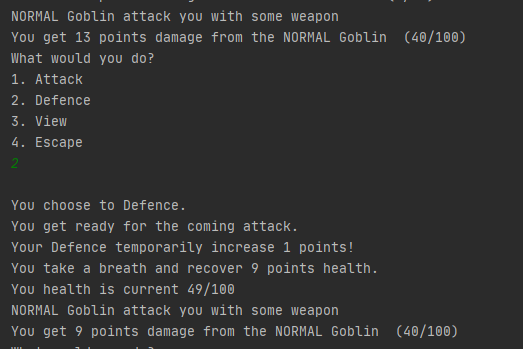 NORMAL Goblin attack you with some weapon
You get 13 points damage from the NORMAL Goblin  (40/100)
What would you do?
1. Attack
2. Defence
3. View
4. Escape
2
You choose to Defence.
You get ready for the coming attack.
Your Defence temporarily increase 1 points!
You take a breath and recover 9 points health.
You health is current 49/100
NORMAL Goblin attack you with some weapon
You get 9 points damage from the NORMAL Goblin  (40/100)